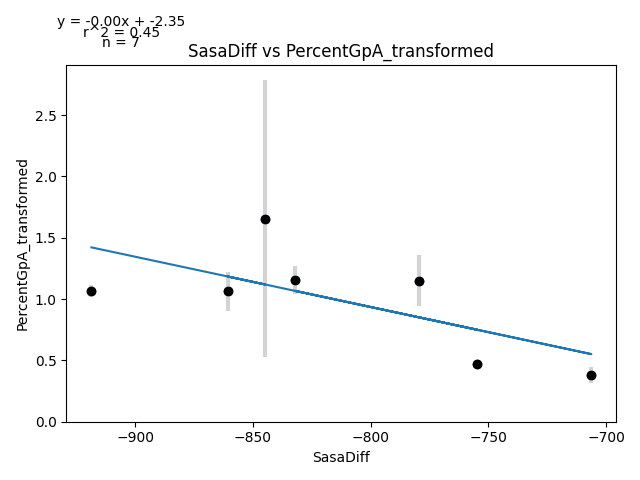 y = -0.00x + -2.35
r^2 = 0.45
n = 7
SasaDiff vs PercentGpA_transformed
PercentGpA_transformed
2.5
2.0
1.5
1.0
0.5
0.0
−900
−850
−800
−750
−700
SasaDiff